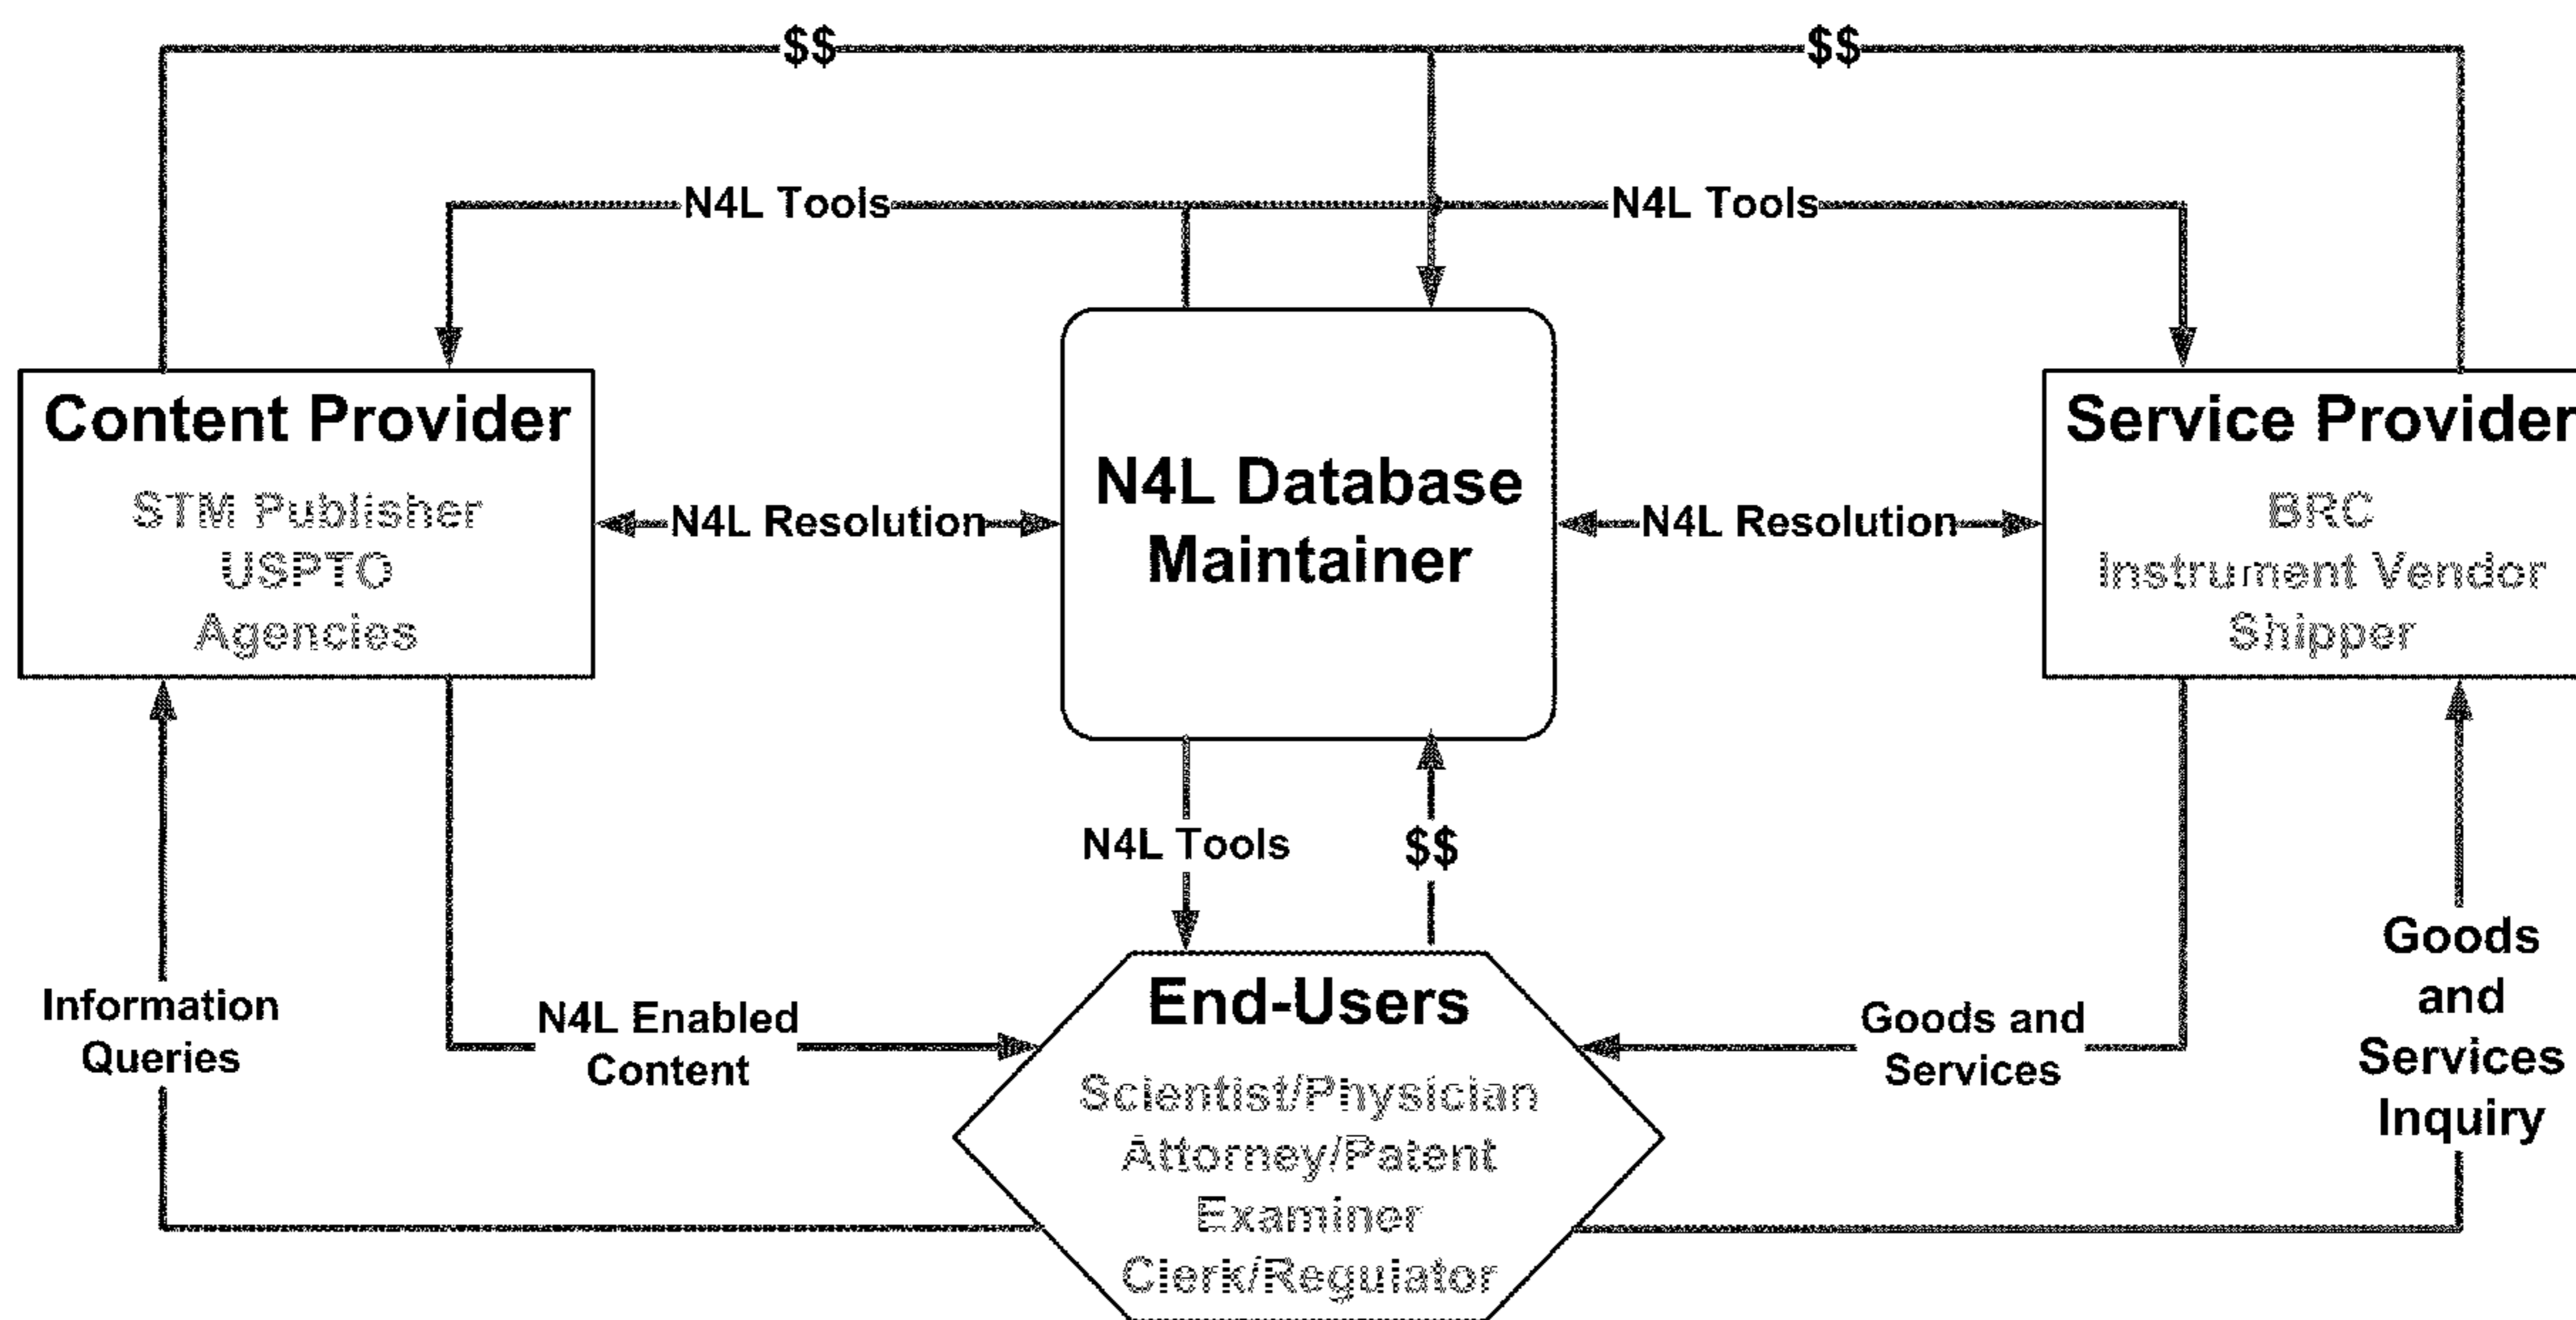 $$ $$
N4L Tools N4L Tools
Content Provider
STM Publisher
USPTO
Agencies
N4L Resolution
N4L Database
Maintainer
N4L Resolution
Service Provider
BRC
Instrument Vendor
Shipper
N4L Tools
$$
Information
Queries
N4L Enabled
Content
End-Users
Scientist/Physician
Attorney/Patent
Examiner
Clerk/Regulator
Goods and
Services
Goods
and
Services
Inquiry